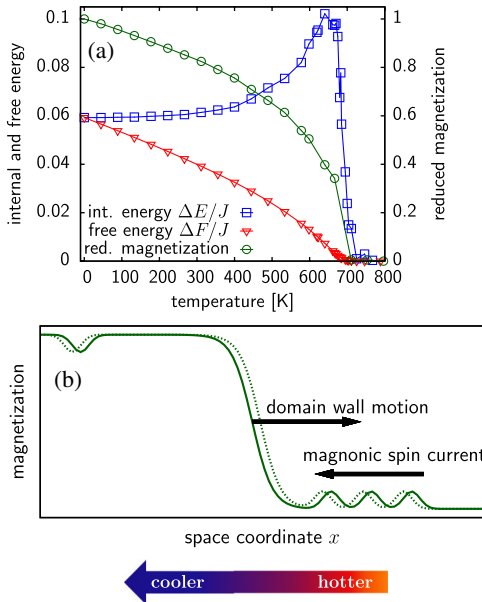 (a)
internal and free energy
0.1
0.08
0.06
0.04
0.02
0
1
0.8
0.6
0.4
0.2
0
reduced magnetization
int. energy ΔE/J
free energy ΔF/J
red. magnetization
0 100 200 300 400 500 600 700 800
temperature [K]
(b)
magnetization
domain wall motion
magnonic spin current
space coordinate x
cooler hotter